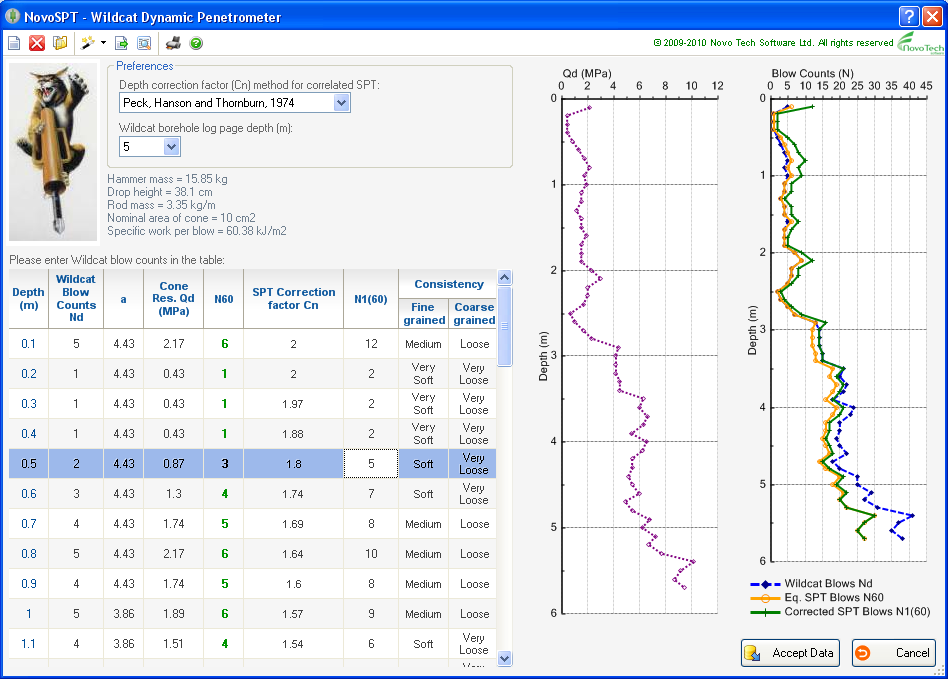 NovoSPT - Wildcat Dynamic Penetrometer
© 2009-2010 Novo Tech Software Ltd. All rights reserved
NovoTech
Preferences
Depth correction factor (Cn) method for correlated SPT:
Peck, Hanson and Thornburn, 1974
Wildcat borehole log page depth (m):
5
Hammer mass = 15.85 kg
Drop height = 38.1 cm
Rod mass = 3.35 kg/m
Nominal area of cone = 10 cm2
Specific work per blow = 60.38 kJ/m2
Please enter Wildcat blow counts in the table:
Depth (m) Wildcat Blow Counts Nd a Cone Res. Qd (MPa) N60 SPT Correction factor Cn N1(60) Consistency
Fine grained Coarse grained
0.1 5 4.43 2.17 6 2 12 Medium Loose
0.2 1 4.43 0.43 1 2 2 Very Soft Very Loose
0.3 1 4.43 0.43 1 1.97 2 Very Soft Very Loose
0.4 1 4.43 0.43 1 1.88 2 Very Soft Very Loose
0.5 2 4.43 0.87 3 1.8 5 Soft Very Loose
0.6 3 4.43 1.3 4 1.74 7 Soft Very Loose
0.7 4 4.43 1.74 5 1.69 8 Medium Loose
0.8 5 4.43 2.17 6 1.64 10 Medium Loose
0.9 4 4.43 1.74 5 1.6 8 Medium Loose
1 5 3.86 1.89 6 1.57 9 Medium Loose
1.1 4 3.86 1.51 4 1.54 6 Soft Very Loose
Qd (MPa)
0 2 4 6 8 10 12
0
1
2
3
4
5
6
Depth (m)
Blow Counts (N)
0 5 10 15 20 25 30 35 40 45
0
1
2
3
4
5
6
Depth (m)
Wildcat Blows Nd
Eq. SPT Blows N60
Corrected SPT Blows N1(60)
Accept Data
Cancel